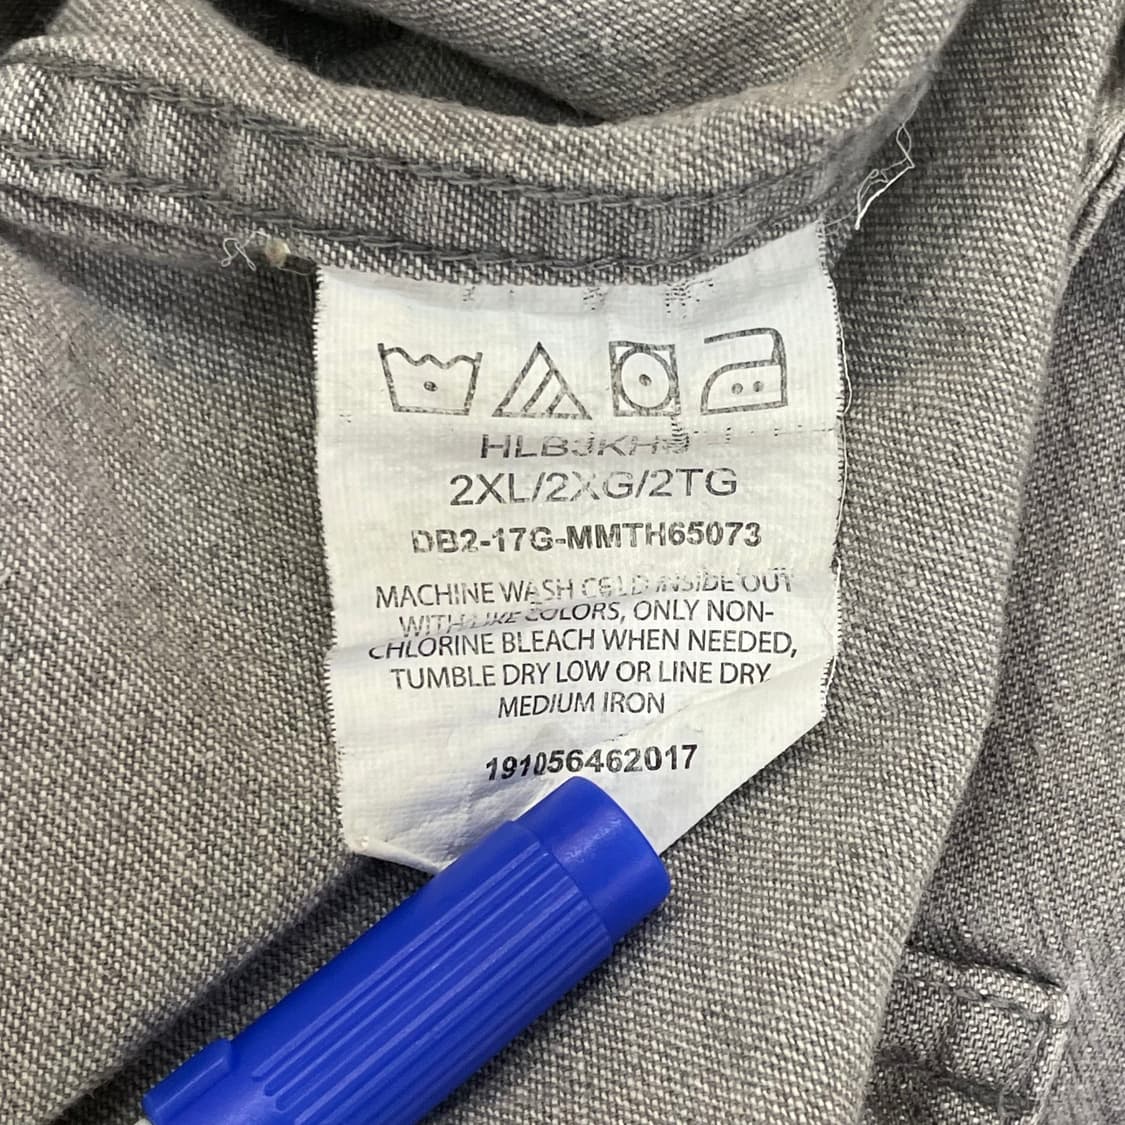 2XL/2XG/2TG
DB2-17G-MMTH65073
MACHINE WASH COLD INSIDE OUT
WITH LIKE COLORS, ONLY NON-
CHLORINE BLEACH WHEN NEEDED,
TUMBLE DRY LOW OR LINE DRY
MEDIUM IRON
191056462017